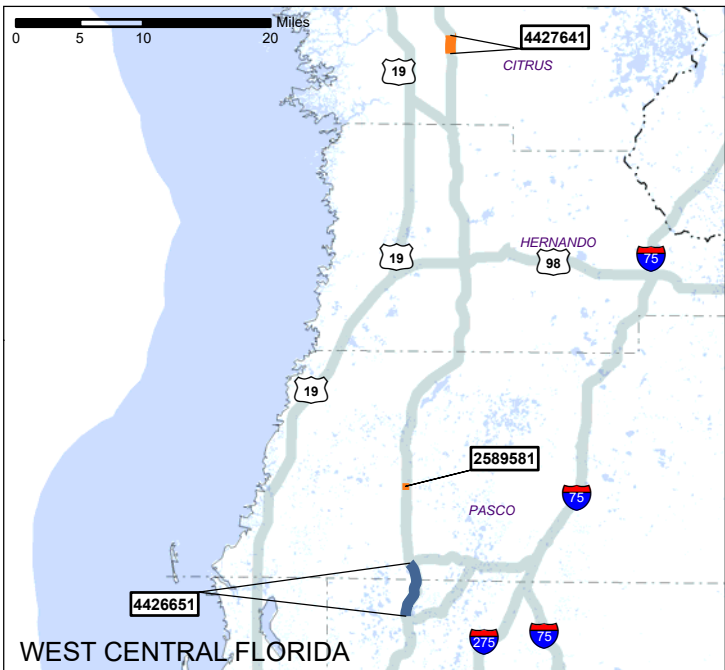 Miles
0 5 10 20
4427641
CITRUS
19
HERNANDO
19
98
75
19
2589581
75
PASCO
4426651
WEST CENTRAL FLORIDA
275
75